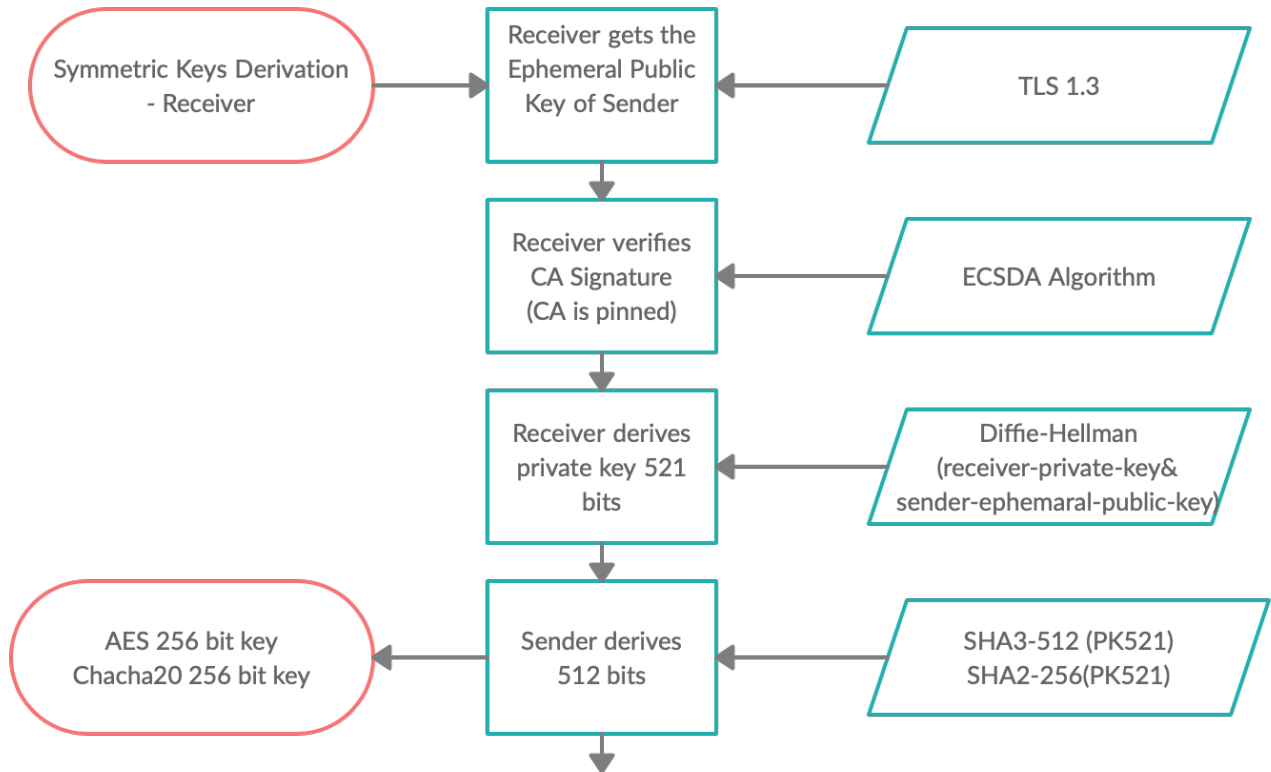 Symmetric Keys Derivation
- Receiver
Receiver gets the
Ephemeral Public
Key of Sender
TLS 1.3
Receiver verifies
CA Signature
(CA is pinned)
ECSDA Algorithm
Receiver derives
private key 521
bits
Diffie-Hellman
(receiver-private-key&
sender-ephemaral-public-key)
AES 256 bit key
Chacha20 256 bit key
Sender derives
512 bits
SHA3-512 (PK521)
SHA2-256(PK521)